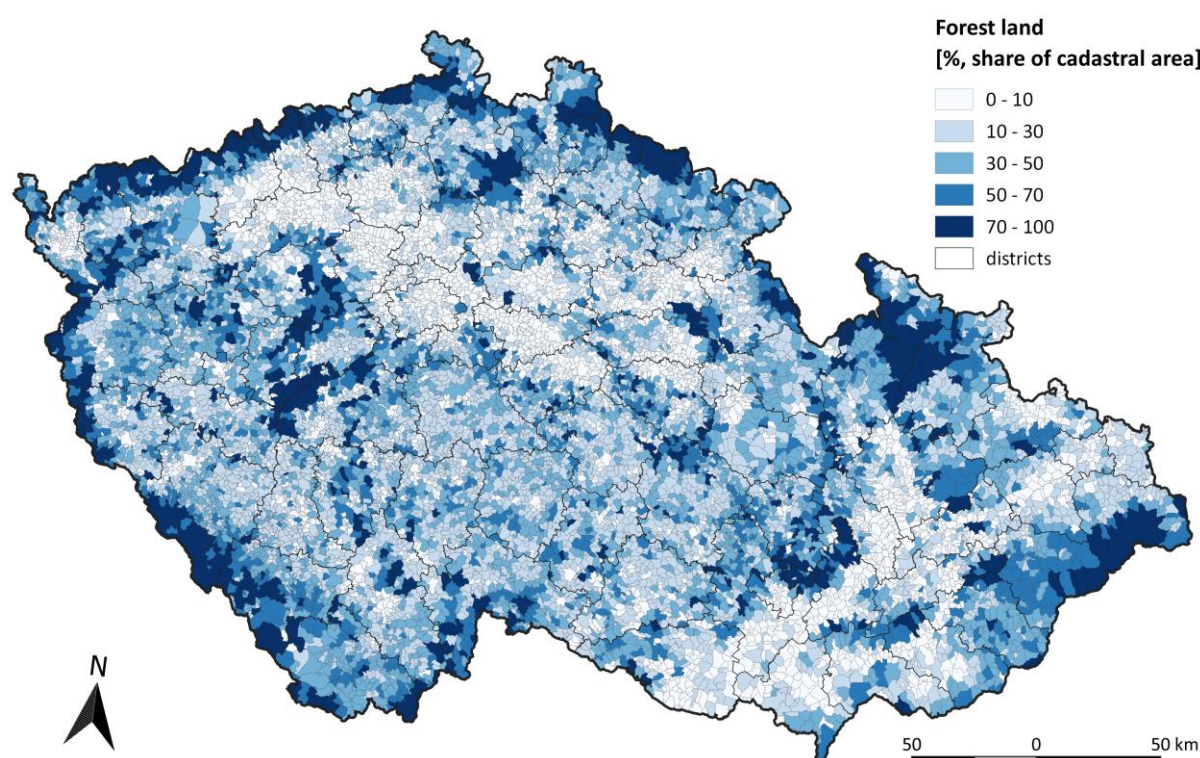 Forest land
[%, share of cadastral area]
0 - 10
10 - 30
30 - 50
50 - 70
70 - 100
districts
N
50 0 50 km